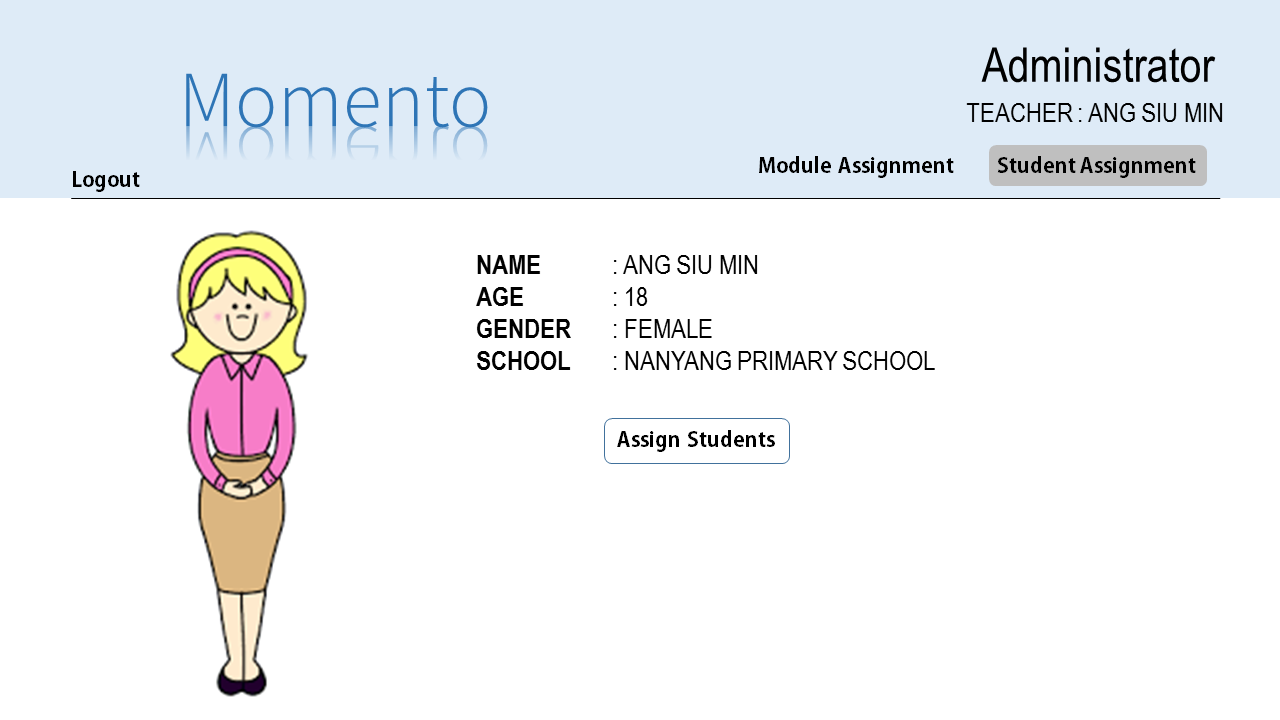 Momento
Administrator
TEACHER : ANG SIU MIN
Logout
Module Assignment
Student Assignment
NAME : ANG SIU MIN
AGE : 18
GENDER : FEMALE
SCHOOL : NANYANG PRIMARY SCHOOL
Assign Students